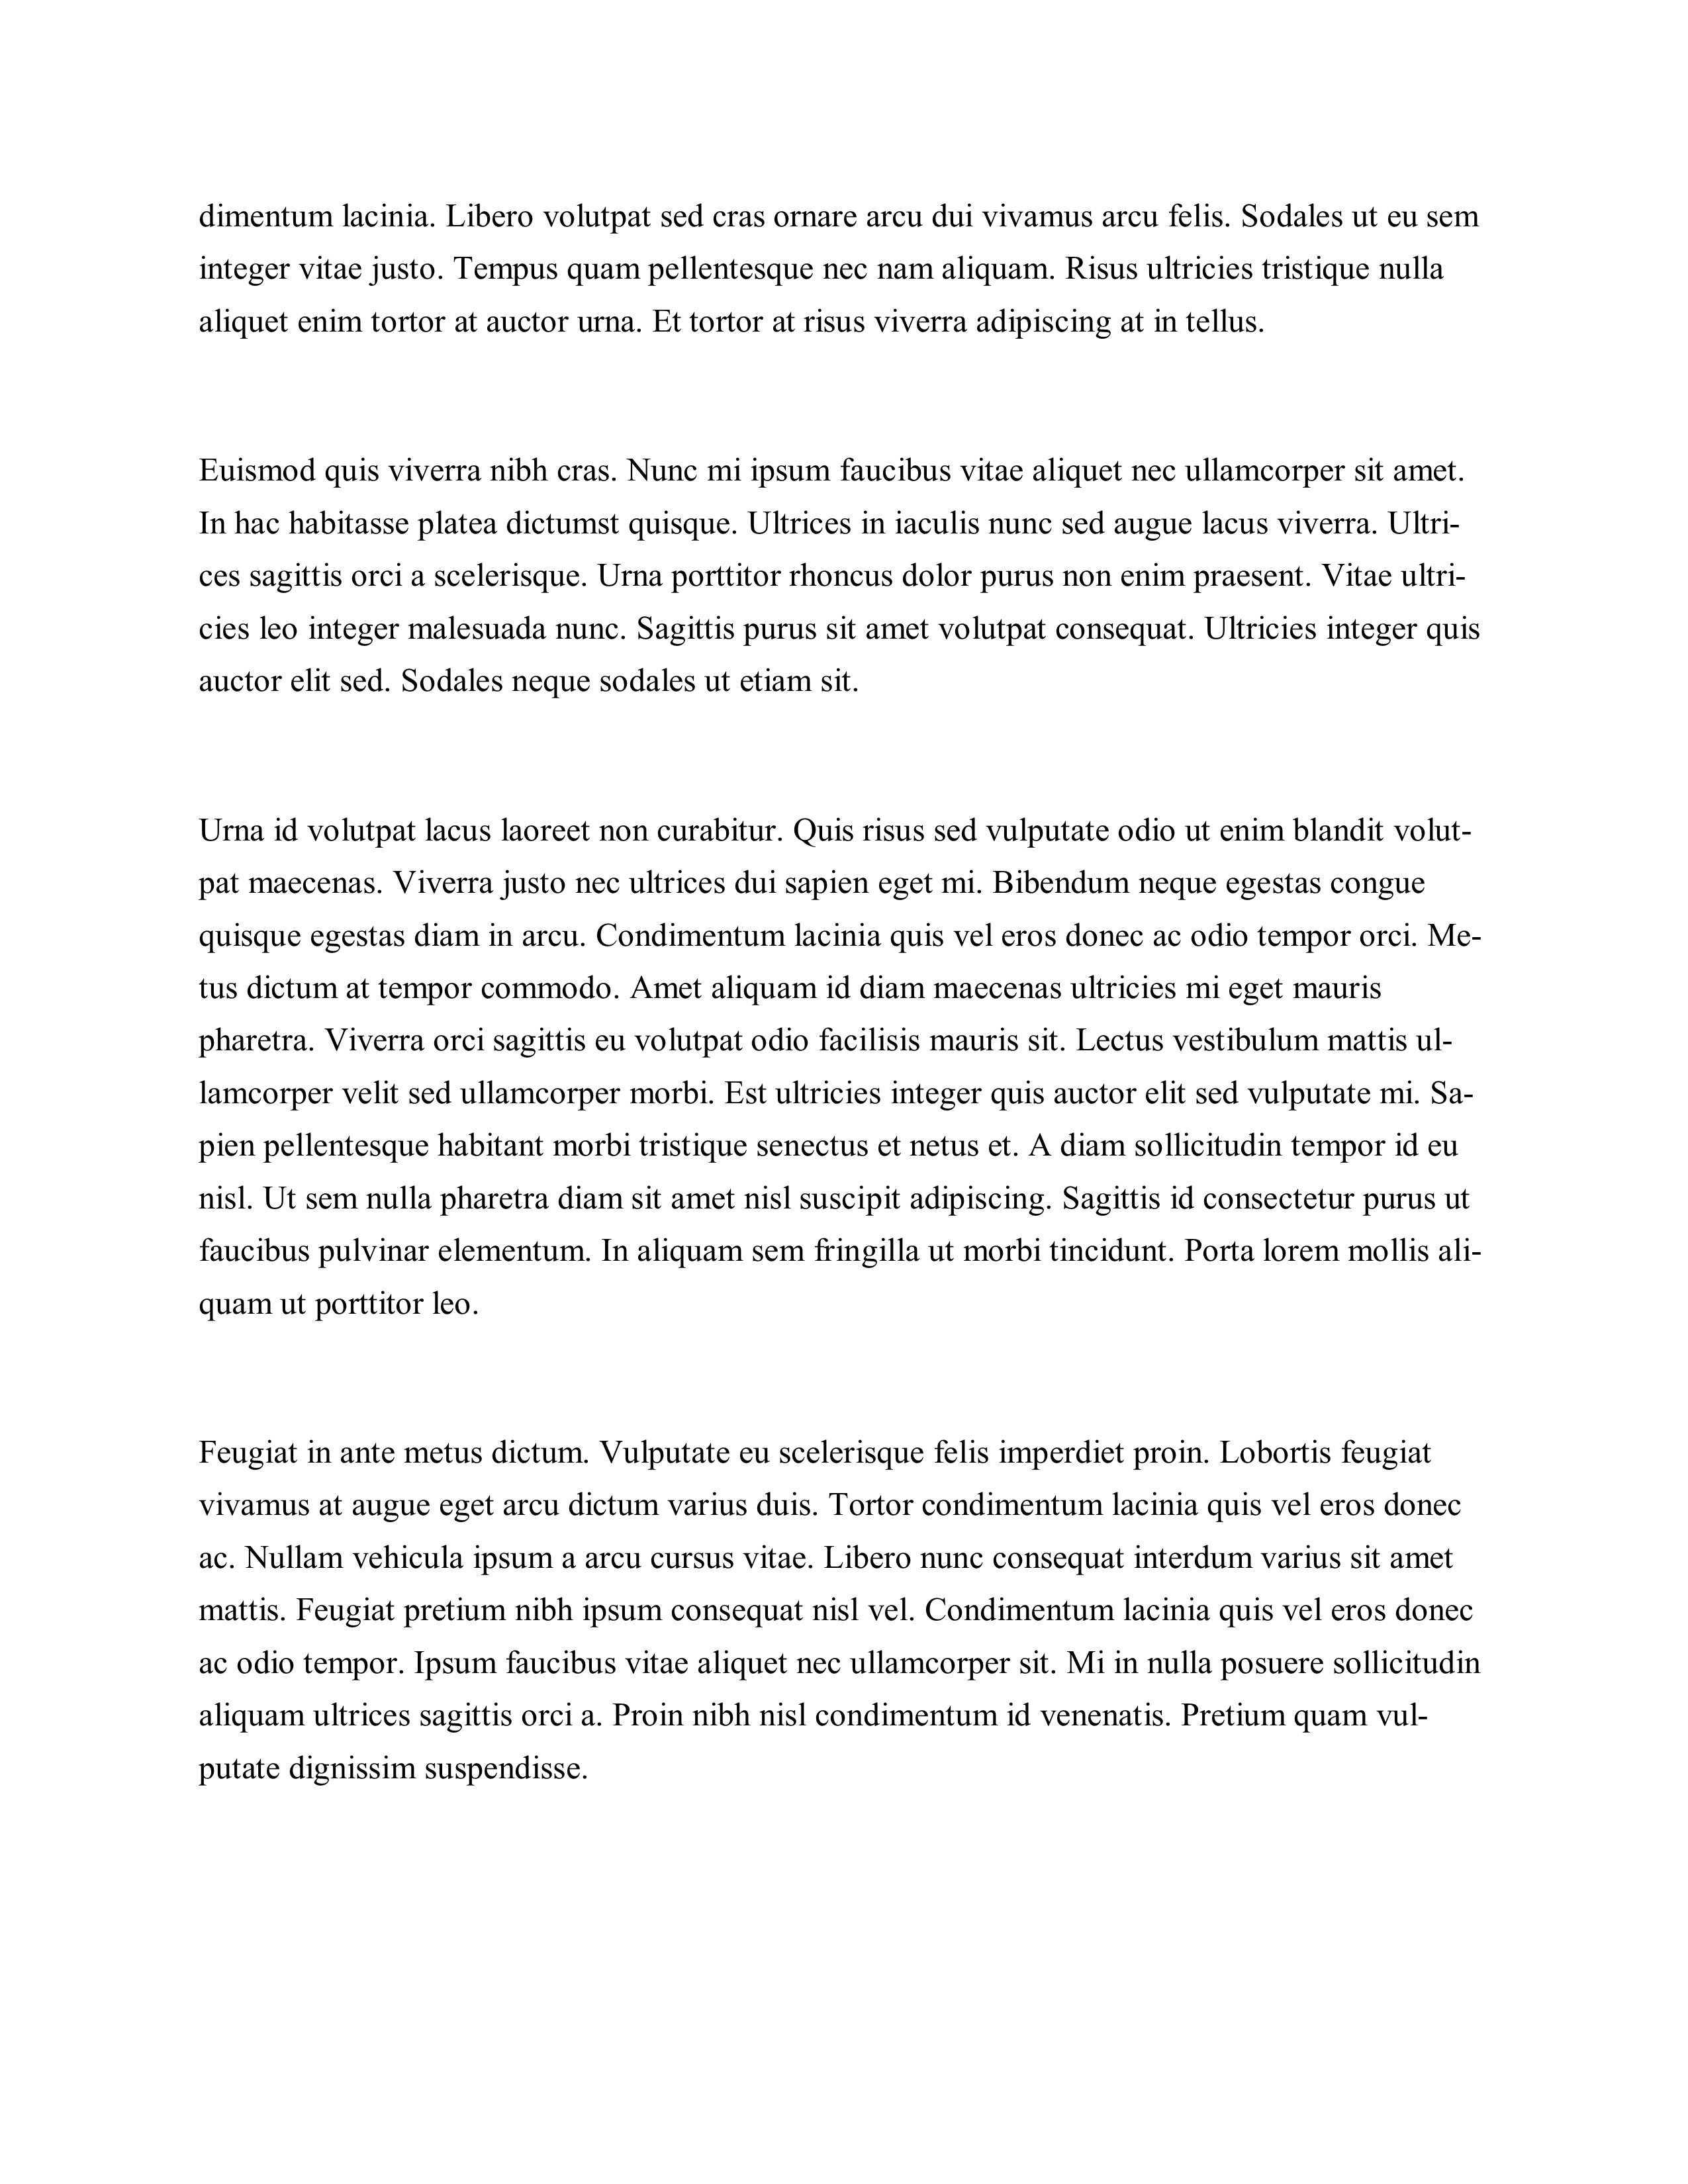 dimentum lacinia. Libero volutpat sed cras ornare arcu dui vivamus arcu felis. Sodales ut eu sem
integer vitae justo. Tempus quam pellentesque nec nam aliquam. Risus ultricies tristique nulla
aliquet enim tortor at auctor urna. Et tortor at risus viverra adipiscing at in tellus.
Euismod quis viverra nibh cras. Nunc mi ipsum faucibus vitae aliquet nec ullamcorper sit amet.
In hac habitasse platea dictumst quisque. Ultrices in iaculis nunc sed augue lacus viverra. Ultri-
ces sagittis orci a scelerisque. Urna porttitor rhoncus dolor purus non enim praesent. Vitae ultri-
cies leo integer malesuada nunc. Sagittis purus sit amet volutpat consequat. Ultricies integer quis
auctor elit sed. Sodales neque sodales ut etiam sit.
Urna id volutpat lacus laoreet non curabitur. Quis risus sed vulputate odio ut enim blandit volut-
pat maecenas. Viverra justo nec ultrices dui sapien eget mi. Bibendum neque egestas congue
quisque egestas diam in arcu. Condimentum lacinia quis vel eros donec ac odio tempor orci. Me-
tus dictum at tempor commodo. Amet aliquam id diam maecenas ultricies mi eget mauris
pharetra. Viverra orci sagittis eu volutpat odio facilisis mauris sit. Lectus vestibulum mattis ul-
lamcorper velit sed ullamcorper morbi. Est ultricies integer quis auctor elit sed vulputate mi. Sa-
pien pellentesque habitant morbi tristique senectus et netus et. A diam sollicitudin tempor id eu
nisl. Ut sem nulla pharetra diam sit amet nisl suscipit adipiscing. Sagittis id consectetur purus ut
faucibus pulvinar elementum. In aliquam sem fringilla ut morbi tincidunt. Porta lorem mollis ali-
quam ut porttitor leo.
Feugiat in ante metus dictum. Vulputate eu scelerisque felis imperdiet proin. Lobortis feugiat
vivamus at augue eget arcu dictum varius duis. Tortor condimentum lacinia quis vel eros donec
ac. Nullam vehicula ipsum a arcu cursus vitae. Libero nunc consequat interdum varius sit amet
mattis. Feugiat pretium nibh ipsum consequat nisl vel. Condimentum lacinia quis vel eros donec
ac odio tempor. Ipsum faucibus vitae aliquet nec ullamcorper sit. Mi in nulla posuere sollicitudin
aliquam ultrices sagittis orci a. Proin nibh nisl condimentum id venenatis. Pretium quam vul-
putate dignissim suspendisse.